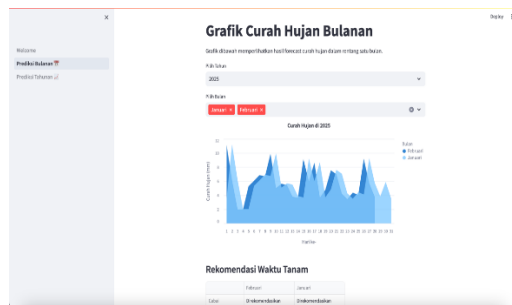 Deploy
Welcome
Prediksi Bulanan
Prediksi Tahunan
Grafik Curah Hujan Bulanan
Grafik dibawah memperlihatkan hasil forecast curah hujan dalam rentang satu bulan.
Pilih Tahun
2025
Pilih Bulan
Januari × Februari ×
Curah Hujan di 2025
Curah Hujan (mm)
12
10
8
6
4
2
0
1 2 3 4 5 6 7 8 9 10 11 12 13 14 15 16 17 18 19 20 21 22 23 24 25 26 27 28 29 30 31
Bulan
Februari
Januari
Rekomendasi Waktu Tanam
Februari Januari
Cabai Direkomendasikan Direkomendasikan